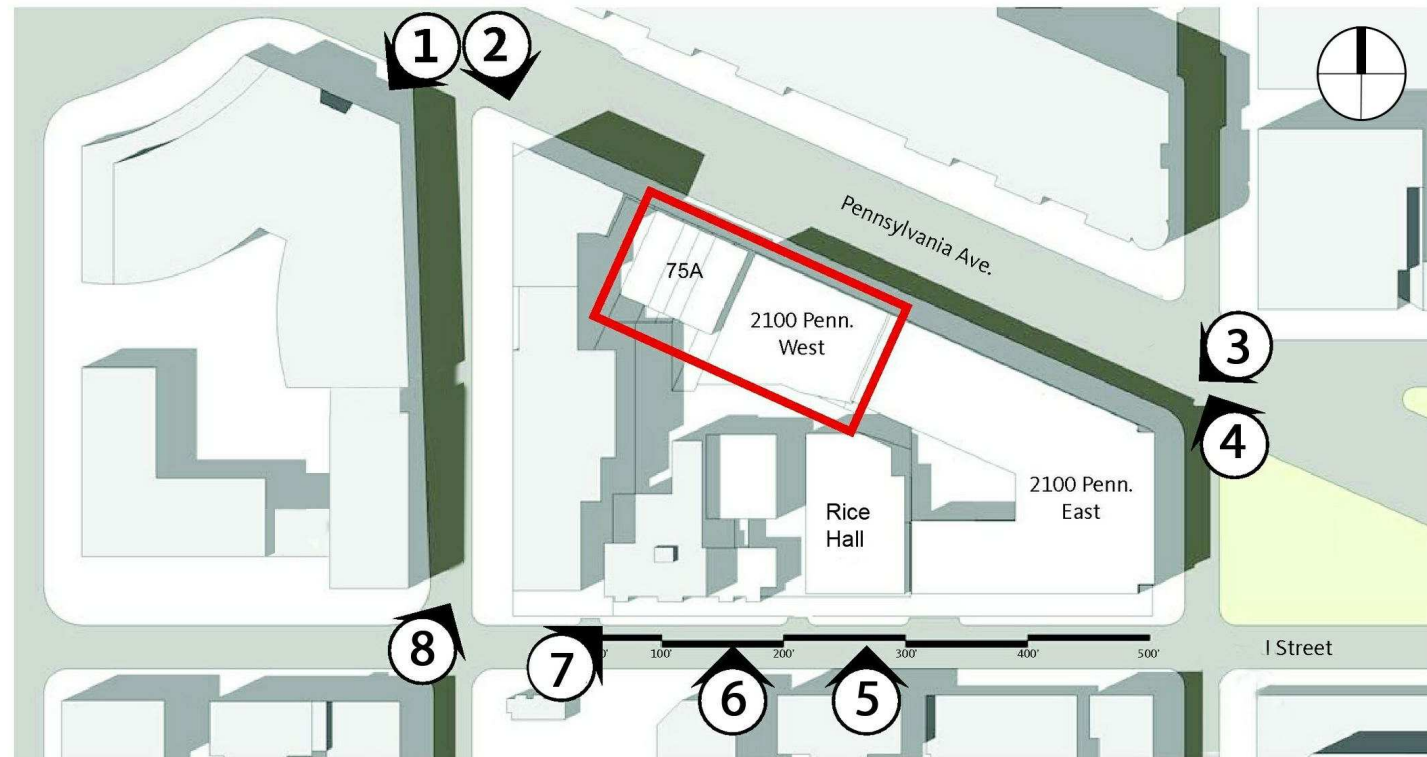 1 2
Pennsylvania Ave.
75A
2100 Penn.
West
3
4
2100 Penn.
East
Rice
Hall
8
7
' 100' 200' 300' 400' 500'
I Street
6
5